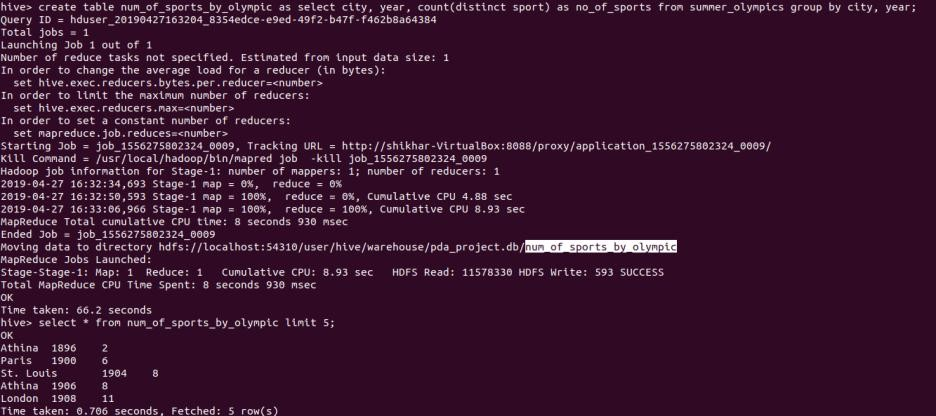 hive> create table num_of_sports_by_olympic as select city, year, count(distinct sport) as no_of_sports from summer_olympics group by city, year;
Query ID = hduser_20190427163204_8354edce-e9ed-49f2-b47f-f462b8a64384
Total jobs = 1
Launching Job 1 out of 1
Number of reduce tasks not specified. Estimated from input data size: 1
In order to change the average load for a reducer (in bytes):
  set hive.exec.reducers.bytes.per.reducer=<number>
In order to limit the maximum number of reducers:
  set hive.exec.reducers.max=<number>
In order to set a constant number of reducers:
  set mapreduce.job.reduces=<number>
Starting Job = job_1556275802324_0009, Tracking URL = http://shikhar-VirtualBox:8088/proxy/application_1556275802324_0009/
Kill Command = /usr/local/hadoop/bin/mapred job  -kill job_1556275802324_0009
Hadoop job information for Stage-1: number of mappers: 1; number of reducers: 1
2019-04-27 16:32:34,693 Stage-1 map = 0%,  reduce = 0%
2019-04-27 16:32:50,593 Stage-1 map = 100%,  reduce = 0%, Cumulative CPU 4.88 sec
2019-04-27 16:33:06,966 Stage-1 map = 100%,  reduce = 100%, Cumulative CPU 8.93 sec
MapReduce Total cumulative CPU time: 8 seconds 930 msec
Ended Job = job_1556275802324_0009
Moving data to directory hdfs://localhost:54310/user/hive/warehouse/pda_project.db/num_of_sports_by_olympic
MapReduce Jobs Launched:
Stage-Stage-1: Map: 1  Reduce: 1   Cumulative CPU: 8.93 sec   HDFS Read: 11578330 HDFS Write: 593 SUCCESS
Total MapReduce CPU Time Spent: 8 seconds 930 msec
OK
Time taken: 66.2 seconds
hive> select * from num_of_sports_by_olympic limit 5;
OK
Athina  1896    2
Paris   1900    6
St. Louis       1904    8
Athina  1906    8
London  1908    11
Time taken: 0.706 seconds, Fetched: 5 row(s)